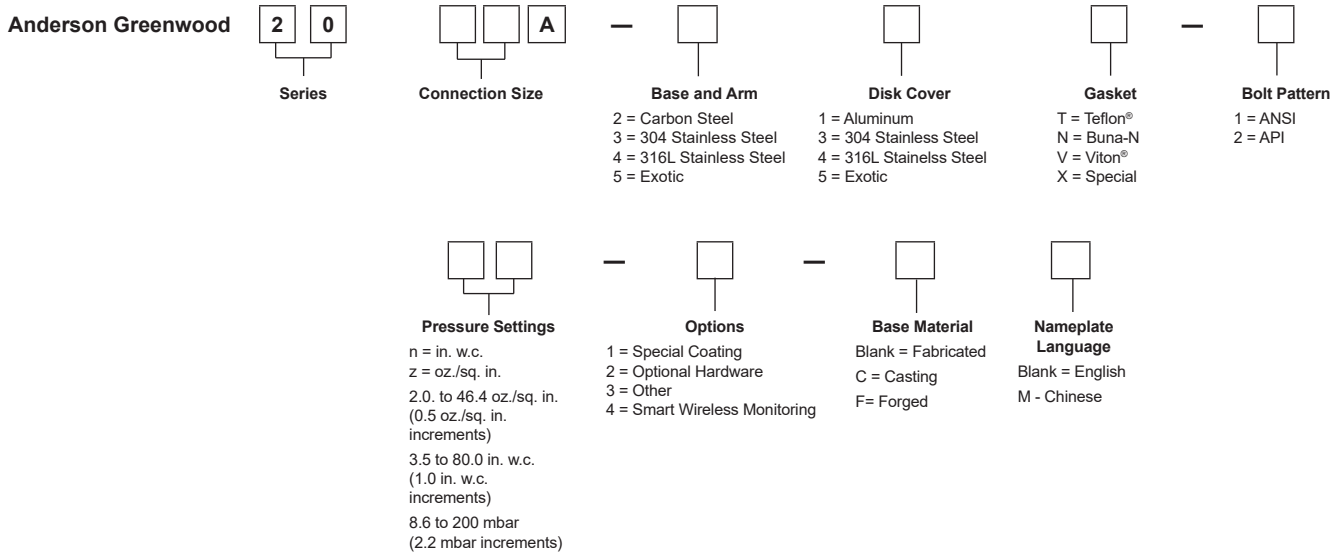 Anderson Greenwood 2 0 A – –
Series
Connection Size
Base and Arm
2 = Carbon Steel
3 = 304 Stainless Steel
4 = 316L Stainless Steel
5 = Exotic
Disk Cover
1 = Aluminum
3 = 304 Stainless Steel
4 = 316L Stainelss Steel
5 = Exotic
Gasket
T = Teflon®
N = Buna-N
V = Viton®
X = Special
Bolt Pattern
1 = ANSI
2 = API
– –
Pressure Settings
n = in. w.c.
z = oz./sq. in.
2.0. to 46.4 oz./sq. in.
(0.5 oz./sq. in.
increments)
3.5 to 80.0 in. w.c.
(1.0 in. w.c.
increments)
8.6 to 200 mbar
(2.2 mbar increments)
Options
1 = Special Coating
2 = Optional Hardware
3 = Other
4 = Smart Wireless Monitoring
Base Material
Blank = Fabricated
C = Casting
F= Forged
Nameplate
Language
Blank = English
M - Chinese